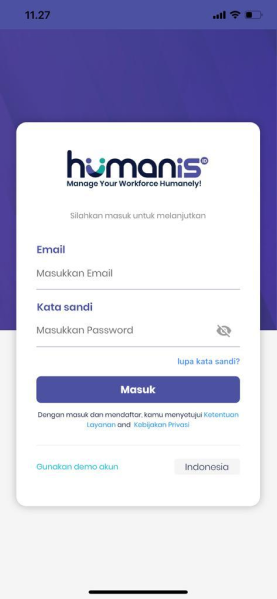 11.27
humanis ID
Manage Your Workforce Humanely!
Silahkan masuk untuk melanjutkan
Email
Masukkan Email
Kata sandi
Masukkan Password
lupa kata sandi?
Masuk
Dengan masuk dan mendaftar, kamu menyetujui Ketentuan
Layanan and Kebijakan Privasi
Gunakan demo akun
Indonesia